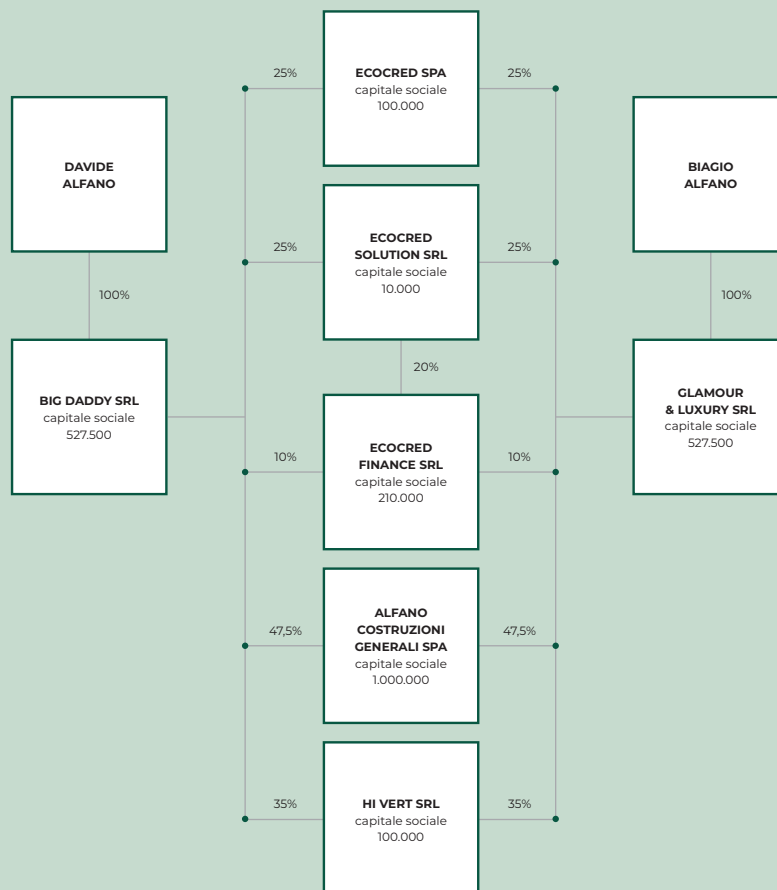 25%
ECOCRED SPA
capitale sociale
100.000
25%
DAVIDE
ALFANO
BIAGIO
ALFANO
25%
ECOCRED
SOLUTION SRL
capitale sociale
10.000
25%
100%
100%
20%
BIG DADDY SRL
capitale sociale
527.500
GLAMOUR
& LUXURY SRL
capitale sociale
527.500
10%
ECOCRED
FINANCE SRL
capitale sociale
210.000
10%
47,5%
ALFANO
COSTRUZIONI
GENERALI SPA
capitale sociale
1.000.000
47,5%
35%
HI VERT SRL
capitale sociale
100.000
35%